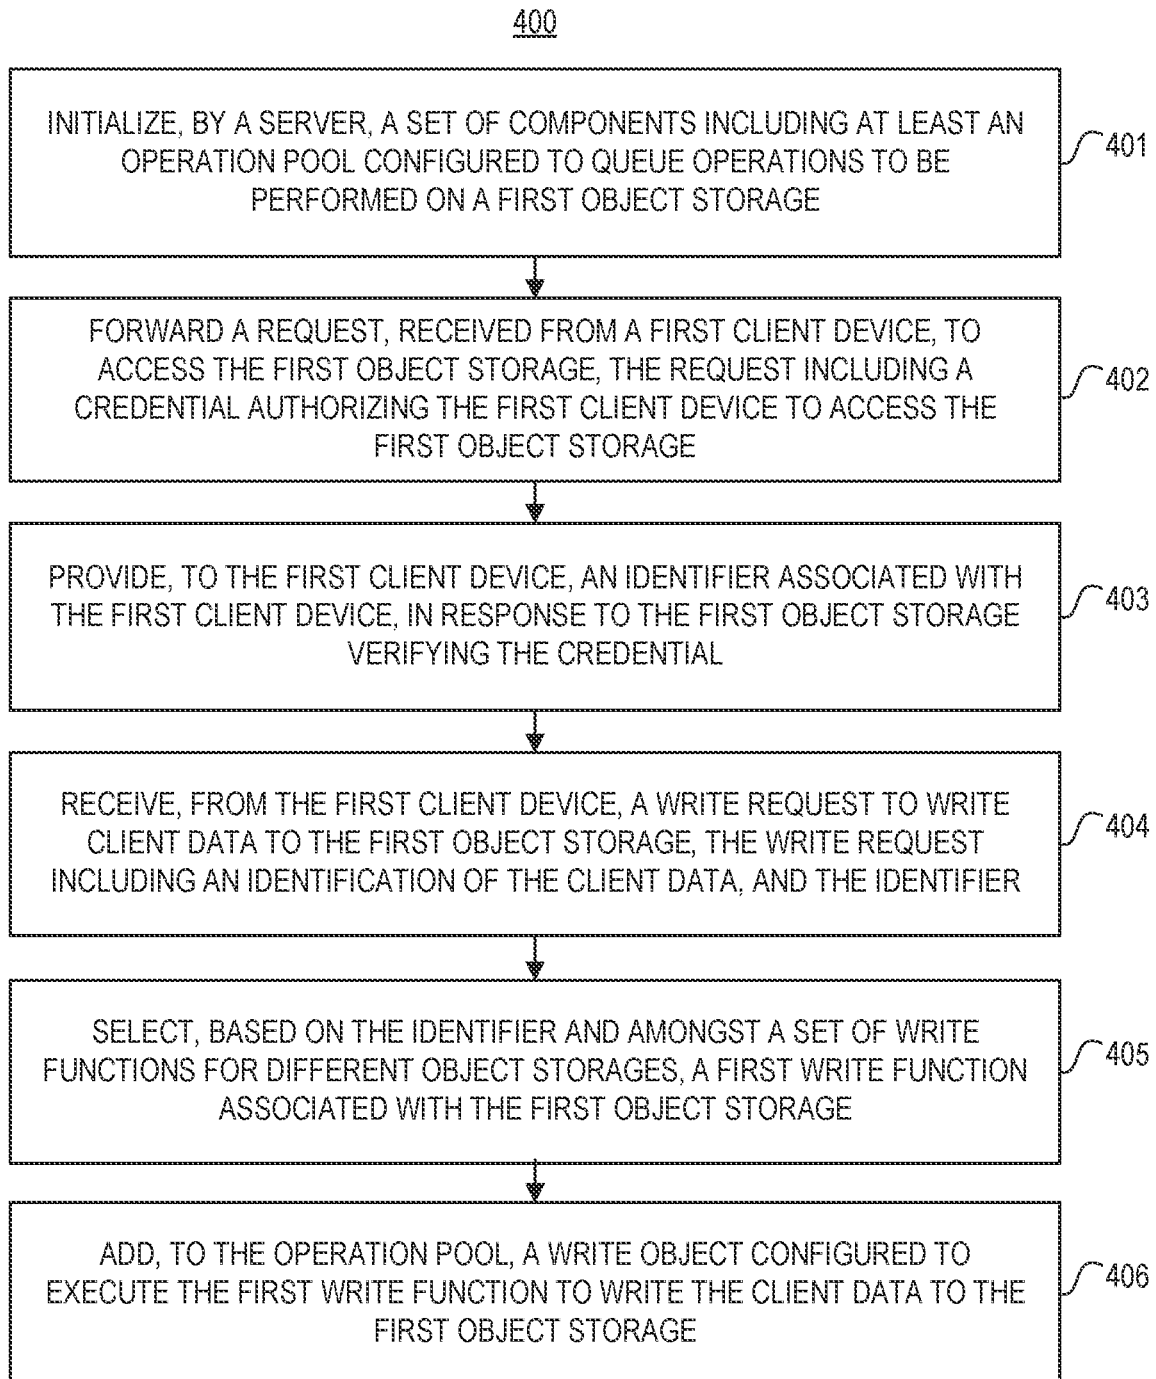 400
INITIALIZE, BY A SERVER, A SET OF COMPONENTS INCLUDING AT LEAST AN
OPERATION POOL CONFIGURED TO QUEUE OPERATIONS TO BE
PERFORMED ON A FIRST OBJECT STORAGE
401
FORWARD A REQUEST, RECEIVED FROM A FIRST CLIENT DEVICE, TO
ACCESS THE FIRST OBJECT STORAGE, THE REQUEST INCLUDING A
CREDENTIAL AUTHORIZING THE FIRST CLIENT DEVICE TO ACCESS THE
FIRST OBJECT STORAGE
402
PROVIDE, TO THE FIRST CLIENT DEVICE, AN IDENTIFIER ASSOCIATED WITH
THE FIRST CLIENT DEVICE, IN RESPONSE TO THE FIRST OBJECT STORAGE
VERIFYING THE CREDENTIAL
403
RECEIVE, FROM THE FIRST CLIENT DEVICE, A WRITE REQUEST TO WRITE
CLIENT DATA TO THE FIRST OBJECT STORAGE, THE WRITE REQUEST
INCLUDING AN IDENTIFICATION OF THE CLIENT DATA, AND THE IDENTIFIER
404
SELECT, BASED ON THE IDENTIFIER AND AMONGST A SET OF WRITE
FUNCTIONS FOR DIFFERENT OBJECT STORAGES, A FIRST WRITE FUNCTION
ASSOCIATED WITH THE FIRST OBJECT STORAGE
405
ADD, TO THE OPERATION POOL, A WRITE OBJECT CONFIGURED TO
EXECUTE THE FIRST WRITE FUNCTION TO WRITE THE CLIENT DATA TO THE
FIRST OBJECT STORAGE
406